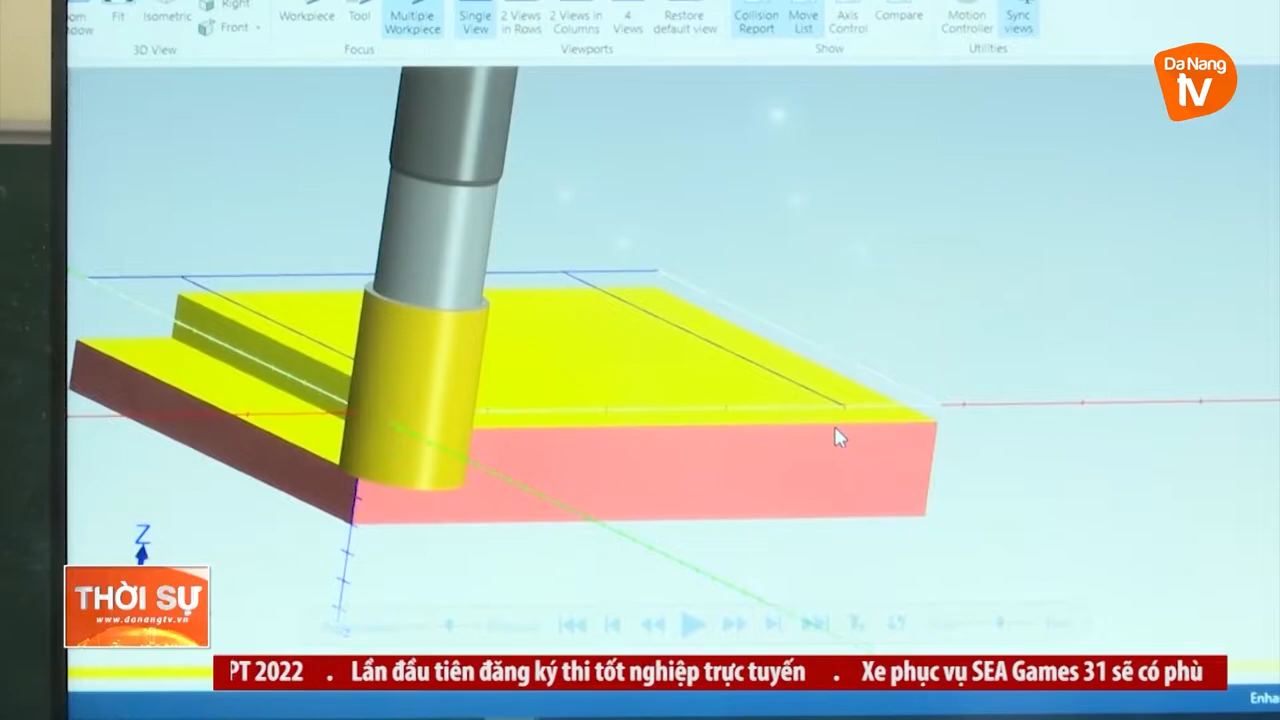 Fit
Isometric
Right
Front
3D View
Workpiece
Tool
Multiple
Workpiece
Focus
Single
View
2 Views
in Rows
2 Views in
Columns
4
Views
Restore
default view
Viewports
Collision
Report
Move
List
Axis
Control
Compare
Show
Motion
Controller
Sync
views
Utilities
Da Nang
tv
Z
THỜI SỰ
www.danangtv.vn
PT 2022 . Lần đầu tiên đăng ký thi tốt nghiệp trực tuyến . Xe phục vụ SEA Games 31 sẽ có phù